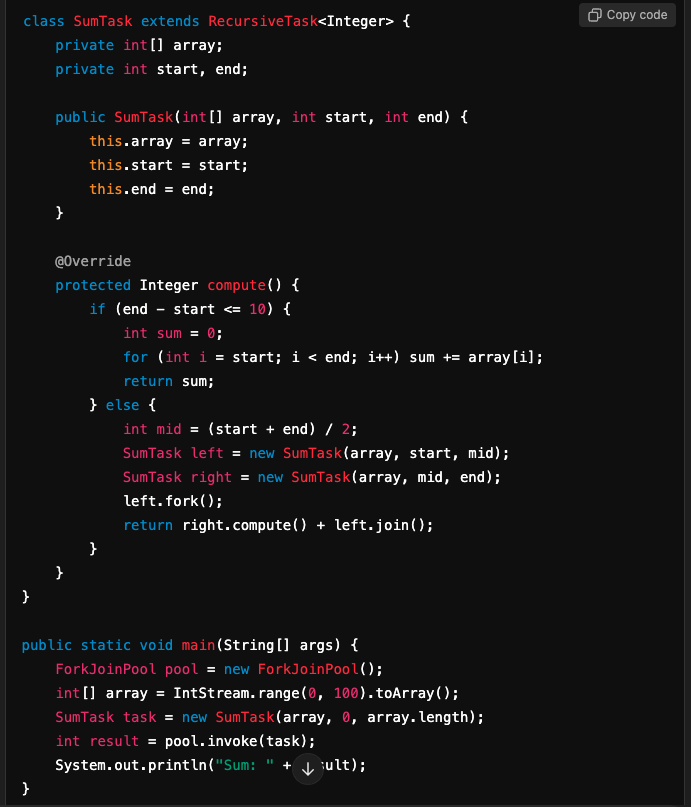 Copy code
class SumTask extends RecursiveTask<Integer> {
    private int[] array;
    private int start, end;

    public SumTask(int[] array, int start, int end) {
        this.array = array;
        this.start = start;
        this.end = end;
    }

    @Override
    protected Integer compute() {
        if (end - start <= 10) {
            int sum = 0;
            for (int i = start; i < end; i++) sum += array[i];
            return sum;
        } else {
            int mid = (start + end) / 2;
            SumTask left = new SumTask(array, start, mid);
            SumTask right = new SumTask(array, mid, end);
            left.fork();
            return right.compute() + left.join();
        }
    }
}

public static void main(String[] args) {
    ForkJoinPool pool = new ForkJoinPool();
    int[] array = IntStream.range(0, 100).toArray();
    SumTask task = new SumTask(array, 0, array.length);
    int result = pool.invoke(task);
    System.out.println("Sum: " + ult);
}